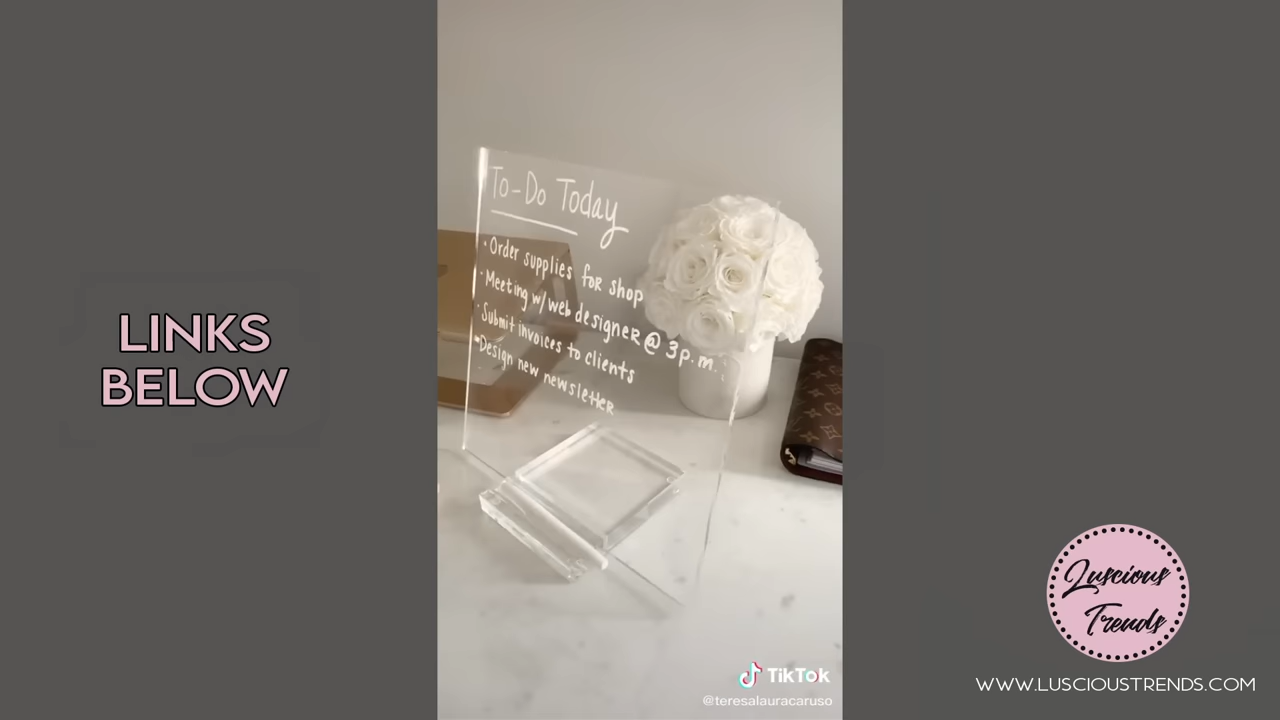 LINKS
BELOW
To-Do Today
• Order supplies for shop
• Meeting w/web designer @ 3p.m.
• Submit invoices to clients
• Design new newsletter
TikTok
@teresalauracaruso
Luscious
Trends
WWW.LUSCIOUSTRENDS.COM